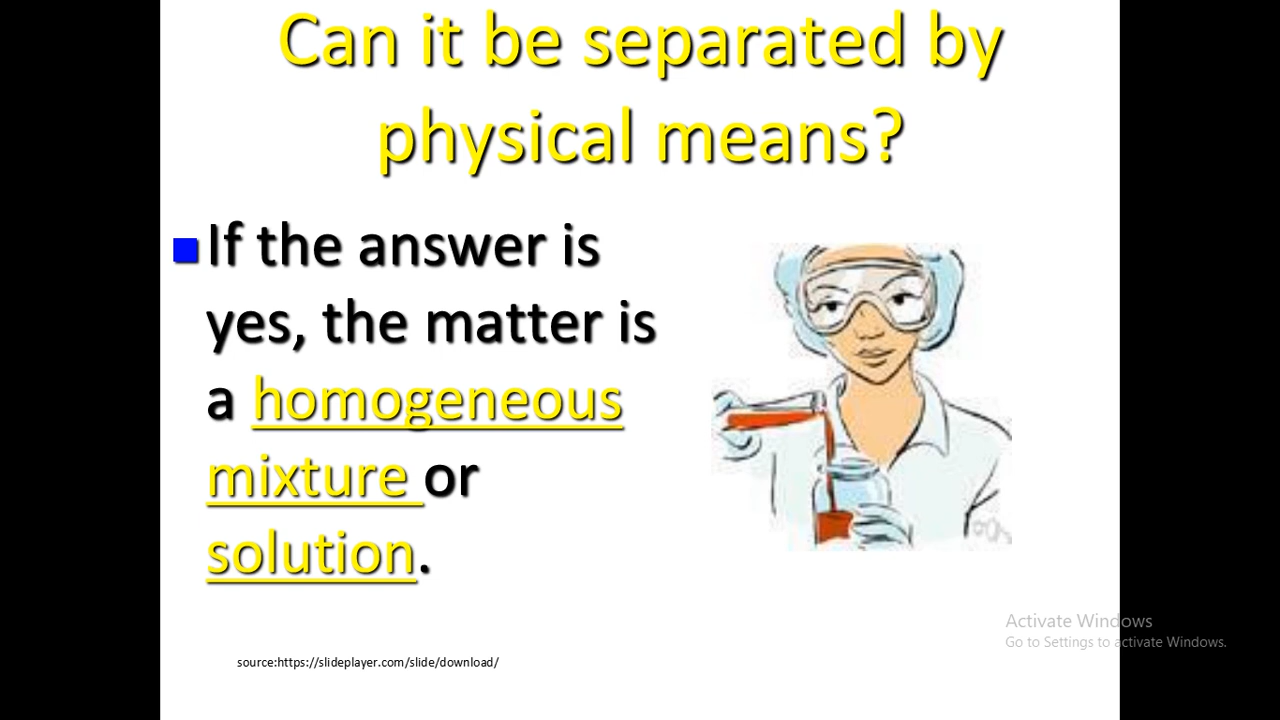 Can it be separated by
physical means?
If the answer is
yes, the matter is
a homogeneous
mixture or
solution.
Activate Windows
Go to Settings to activate Windows.
source:https://slideplayer.com/slide/download/